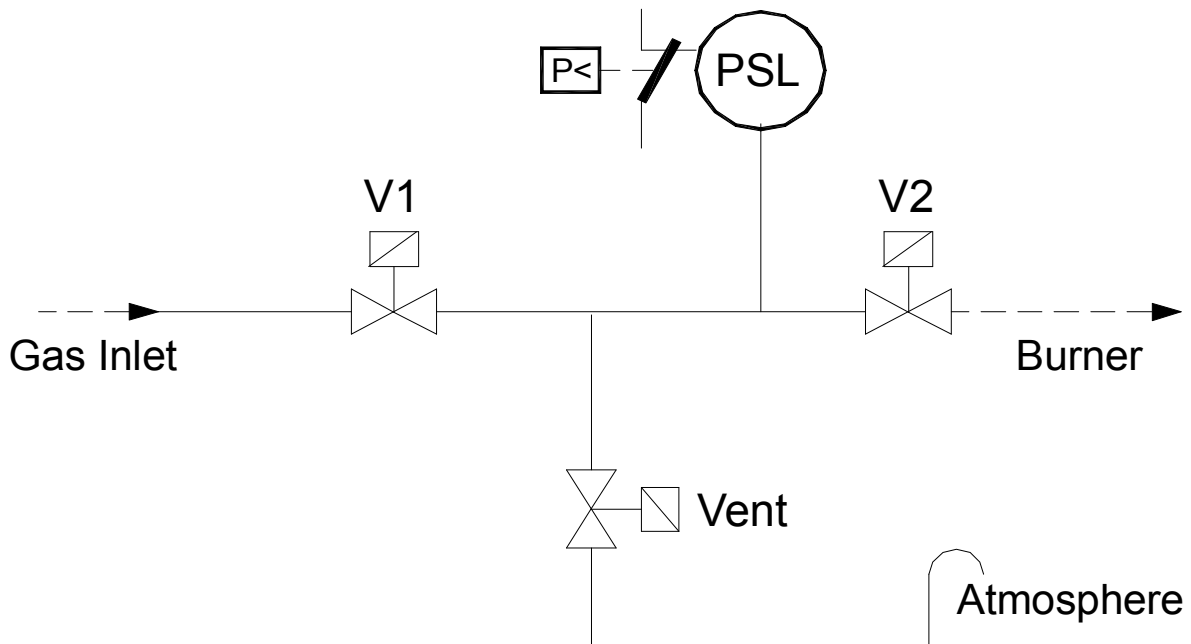 P<
PSL
V1
V2
Gas Inlet
Burner
Vent
Atmosphere